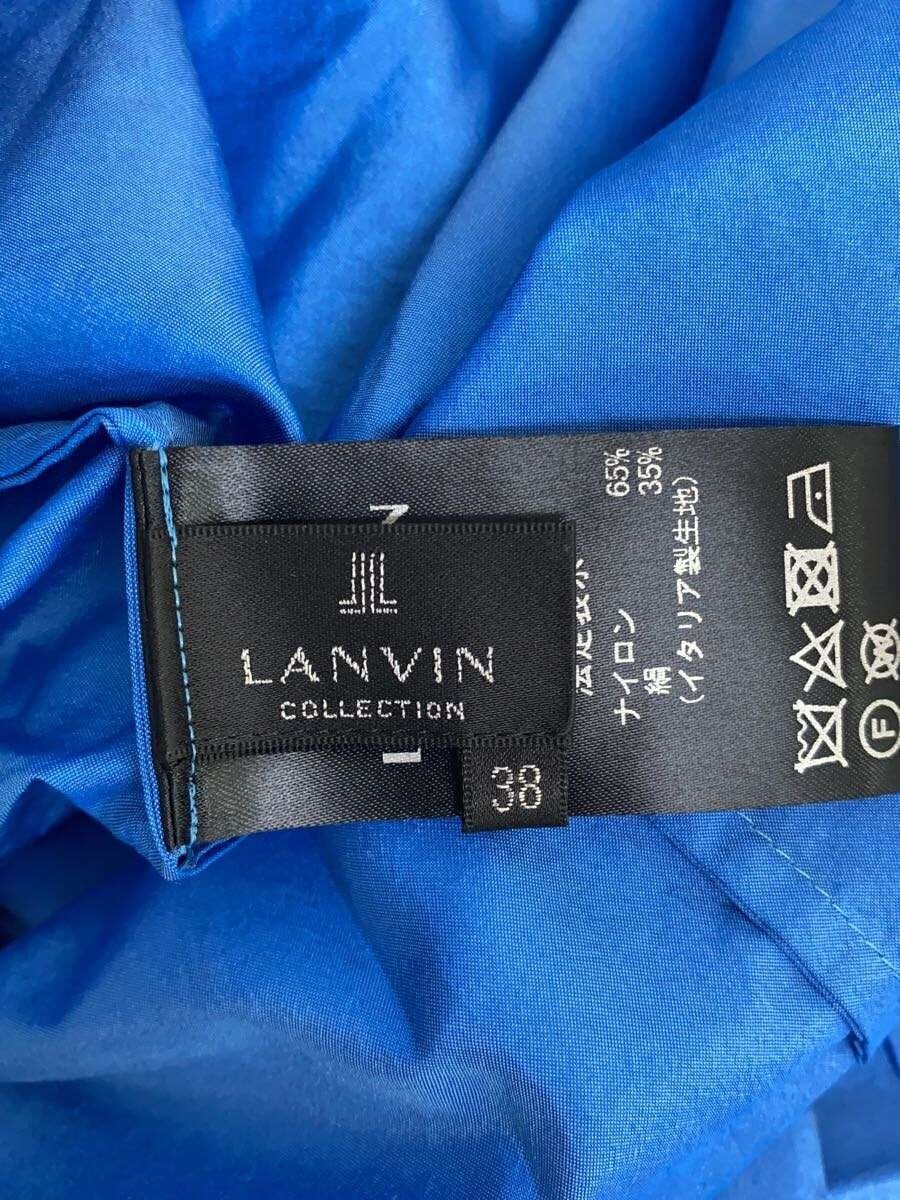 LANVIN
COLLECTION
38
ナイロン 65%
絹 35%
(イタリア製生地)
F